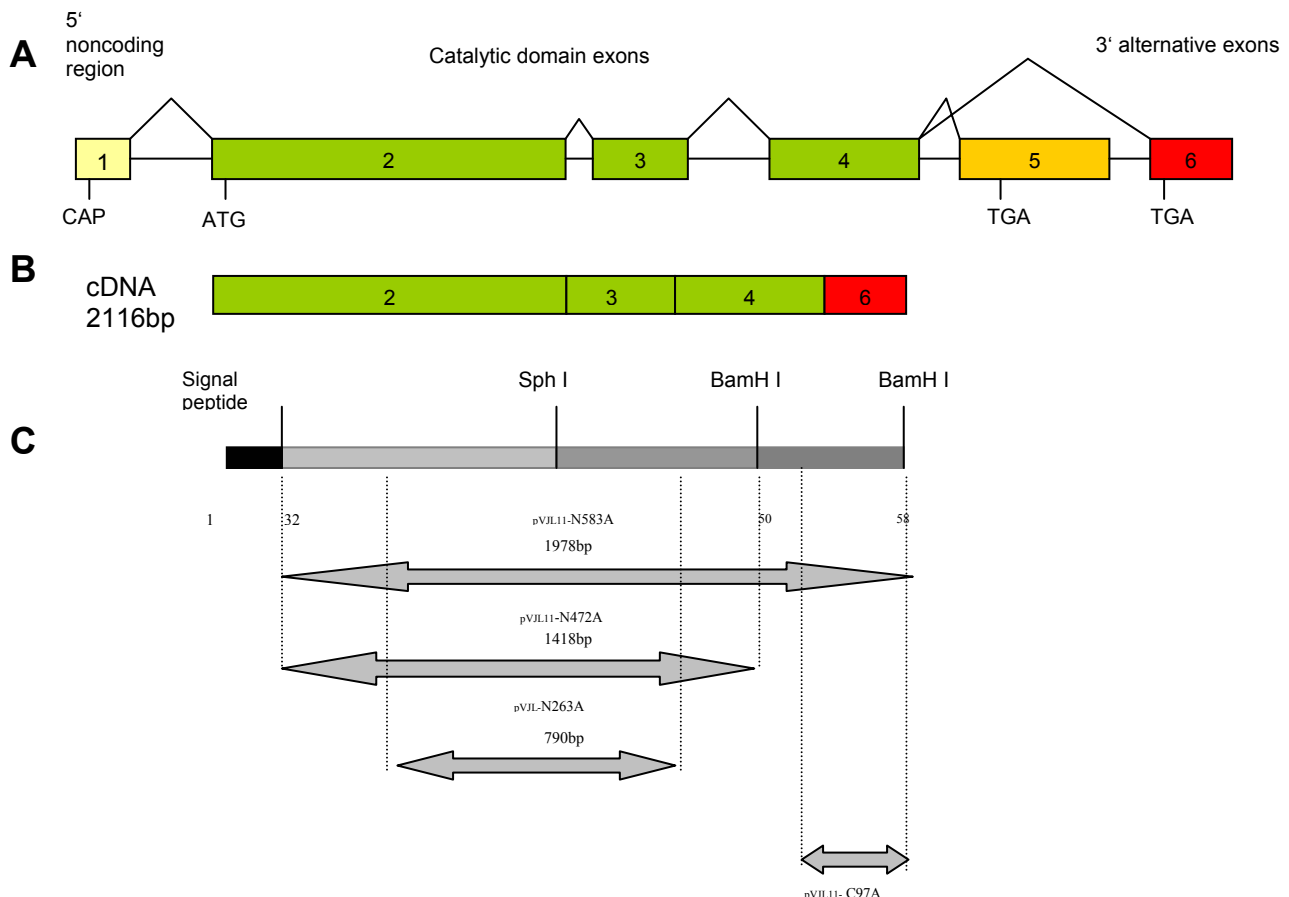 5‘
noncoding
region
A
Catalytic domain exons
3‘ alternative exons
1
2
3
4
5
6
CAP
ATG
TGA
TGA
B
cDNA
2116bp
2
3
4
6
Signal
peptide
Sph I
BamH I
BamH I
C
1
32
pVJL11-N583A
50
58
1978bp
pVJL11-N472A
1418bp
pVJL-N263A
790bp
pVJL11- C97A